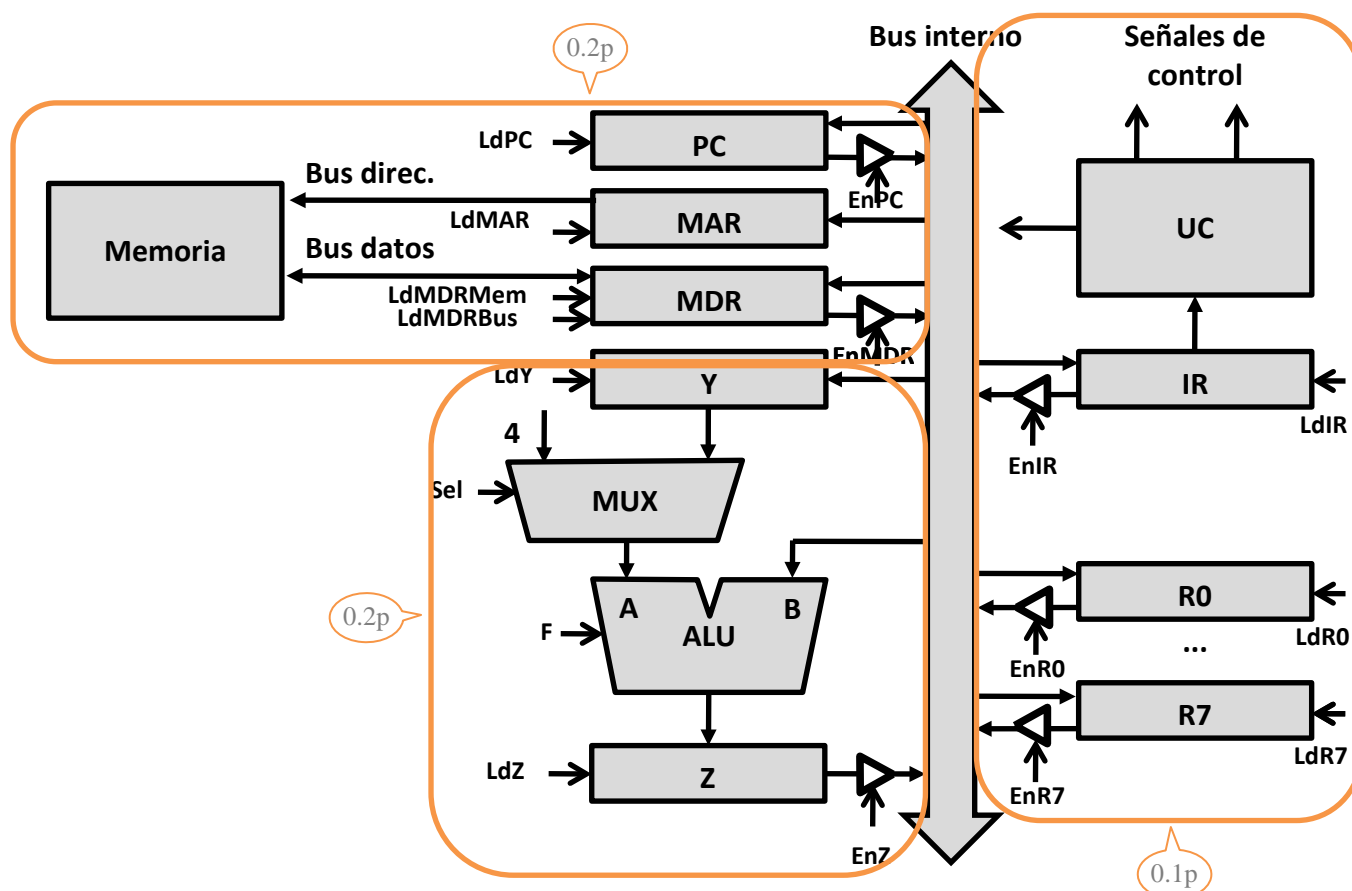 0.2p
Bus interno
Señales de
control
LdPC
PC
EnPC
Bus direc.
LdMAR
MAR
Memoria
Bus datos
LdMDRMem
LdMDRBus
MDR
EnMDR
UC
LdY
Y
IR
LdIR
EnIR
4
Sel
MUX
0.2p
A
B
F
ALU
R0
LdR0
EnR0
...
R7
LdR7
EnR7
LdZ
Z
EnZ
0.1p